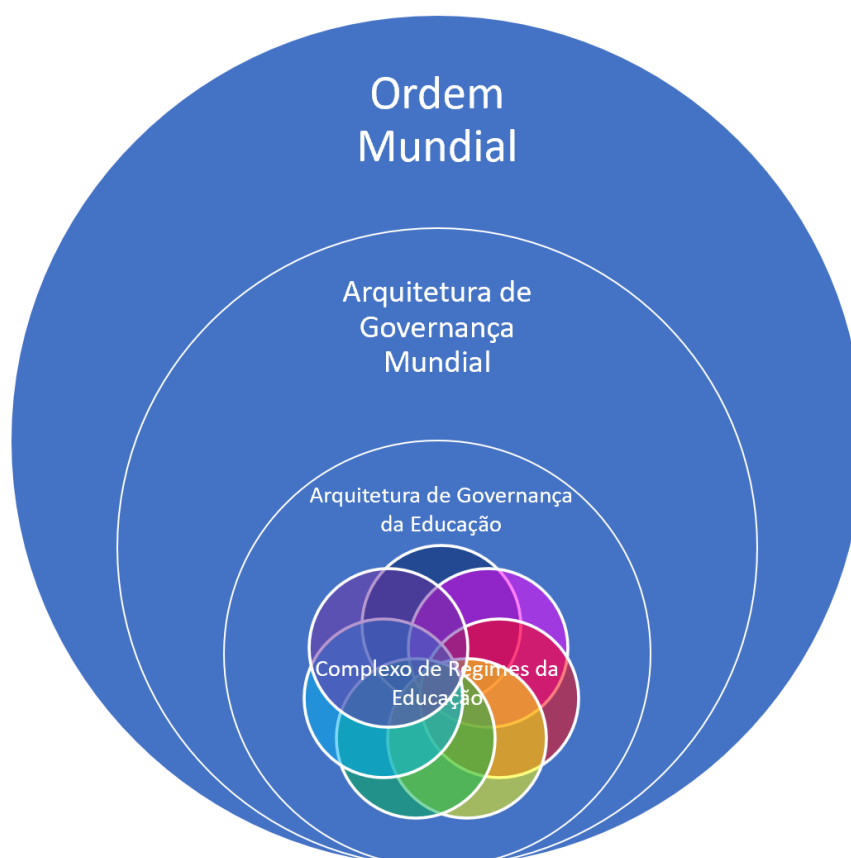 Ordem
Mundial
Arquitetura de
Governança
Mundial
Arquitetura de Governança
da Educação
Complexo de Regimes da
Educação